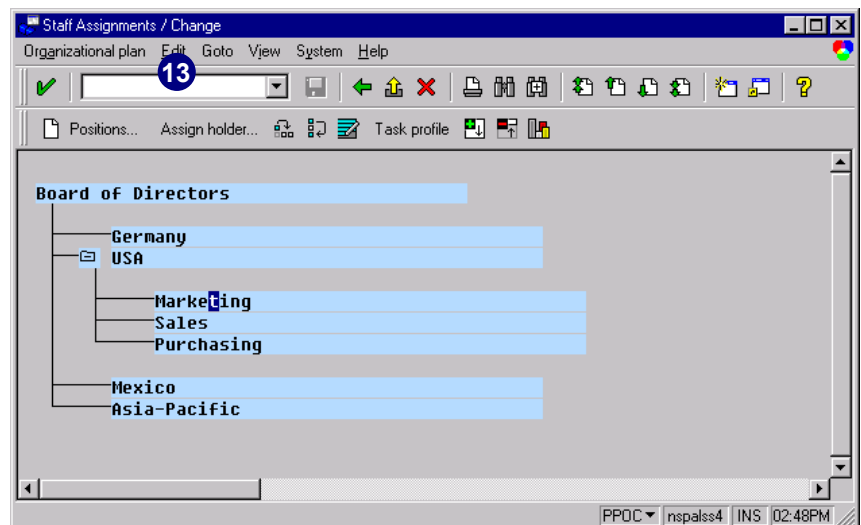 Staff Assignments / Change
Organizational plan Edit Goto View System Help
13
Positions... Assign holder... Task profile
Board of Directors
Germany
USA
Marketing
Sales
Purchasing
Mexico
Asia-Pacific
PPOC nspalss4 INS 02:48PM